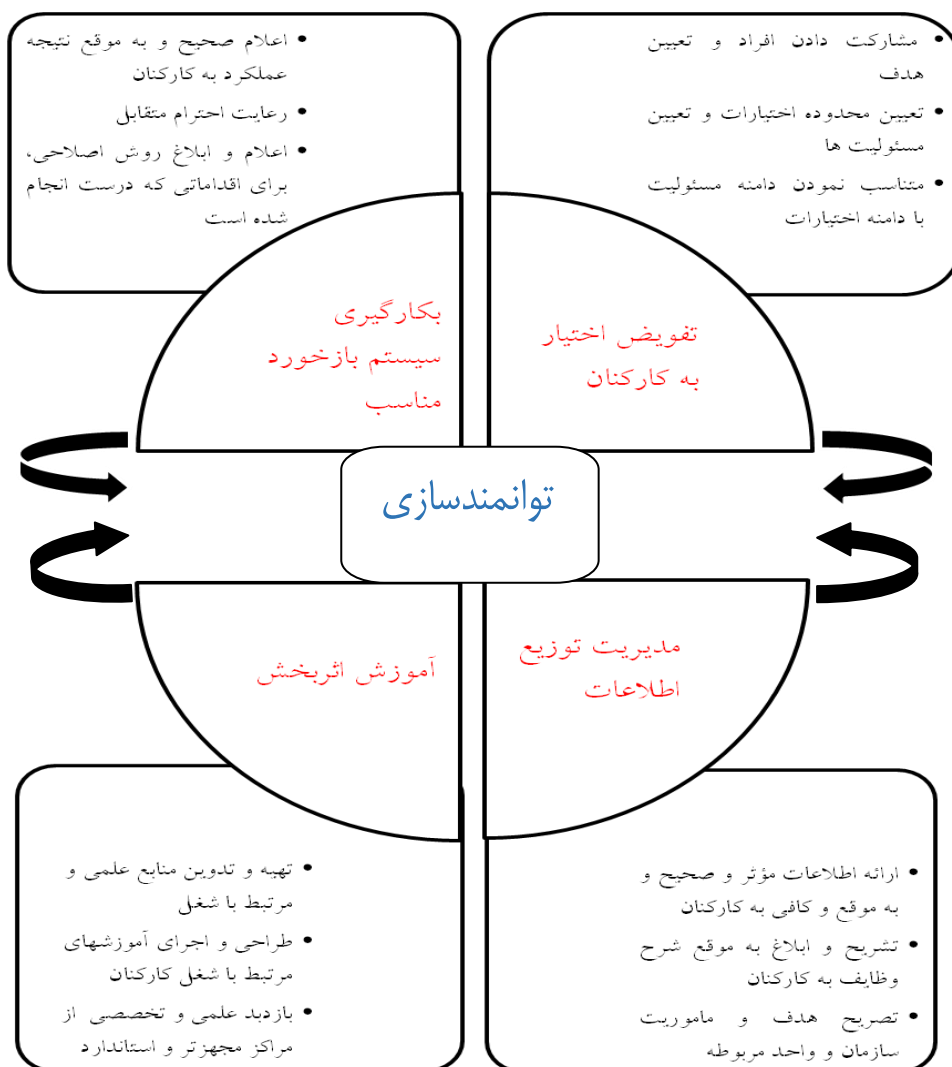 • مشارکت دادن افراد و تعیین
هدف
• تعیین محدوده اختیارات و تعیین
مسئولیت ها
• متناسب نمودن دامنه مسئولیت
با دامنه اختیارات
تفویض اختیار
به کارکنان
• اعلام صحیح و به موقع نتیجه
عملکرد به کارکنان
• رعایت احترام متقابل
• اعلام و ابلاغ روش اصلاحی،
برای اقداماتی که درست انجام
شده است
بکارگیری
سیستم بازخورد
مناسب
توانمندسازی
مدیریت توزیع
اطلاعات
• ارائه اطلاعات مؤثر و صحیح و
به موقع و کافی به کارکنان
• تشریح و ابلاغ به موقع شرح
وظایف به کارکنان
• تصریح هدف و ماموریت
سازمان و واحد مربوطه
آموزش اثربخش
• تهیه و تدوین منابع علمی و
مرتبط با شغل
• طراحی و اجرای آموزشهای
مرتبط با شغل کارکنان
• بازدید علمی و تخصصی از
مراکز مجهزتر و استاندارد